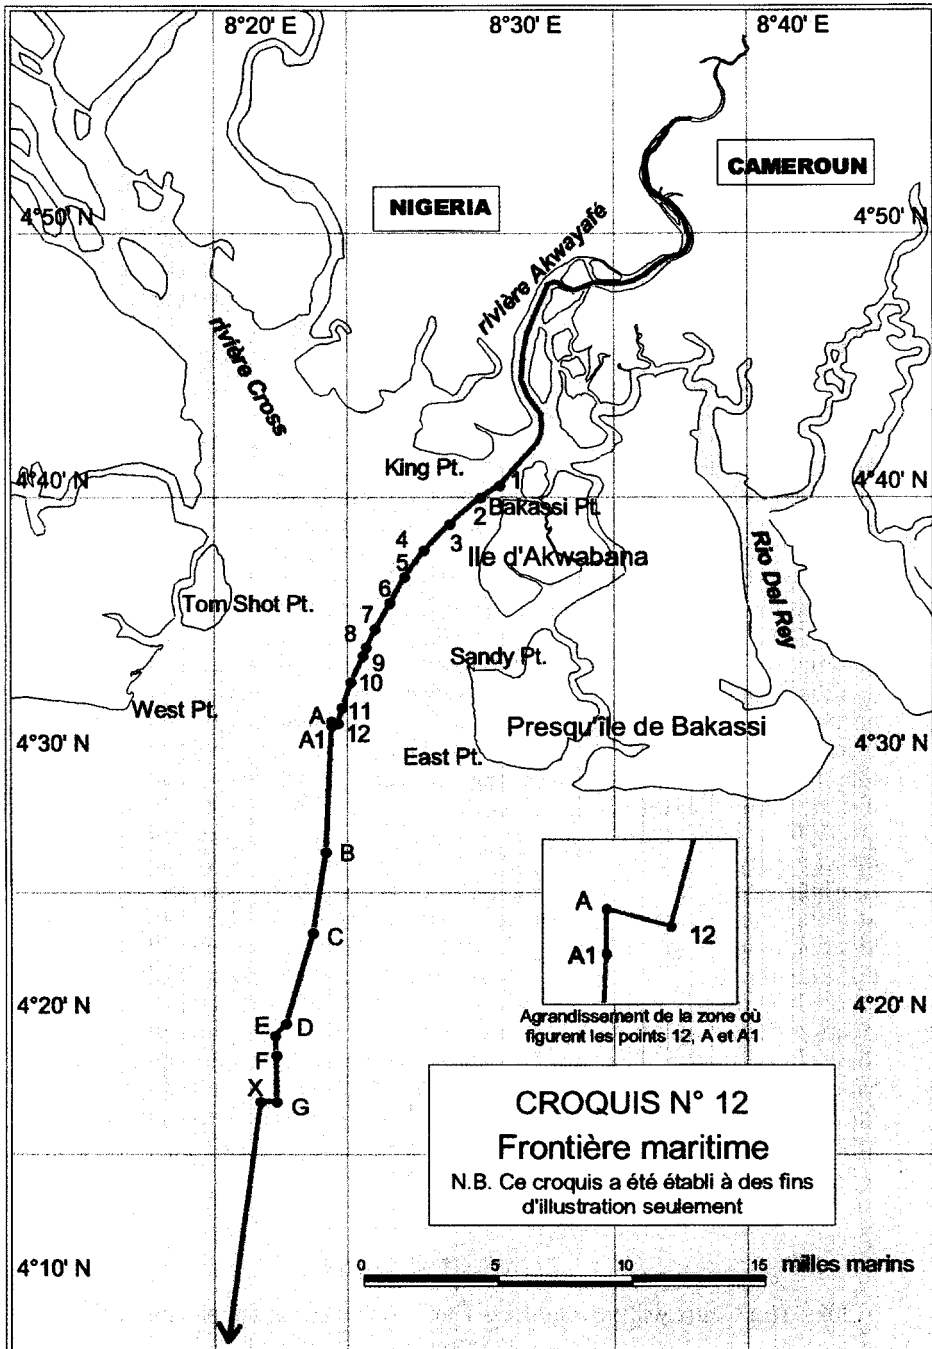 8°20' E
8°30' E
8°40' E
CAMEROUN
NIGERIA
4°50' N
4°50' N
rivière Akwayafé
rivière Cross
King Pt.
4°40' N
4°40' N
1
2
Bakassi Pt.
3
4
Ile d'Akwabana
5
Rio Del Rey
6
Tom Shot Pt.
7
8
9
Sandy Pt.
10
West Pt.
11
A
12
A1
Presqu'île de Bakassi
4°30' N
4°30' N
East Pt.
B
A
12
A1
C
4°20' N
4°20' N
Agrandissement de la zone où
figurent les points 12, A et A1
D
E
F
X
G
CROQUIS N° 12
Frontière maritime
N.B. Ce croquis a été établi à des fins
d'illustration seulement
4°10' N
0
5
10
15
milles marins